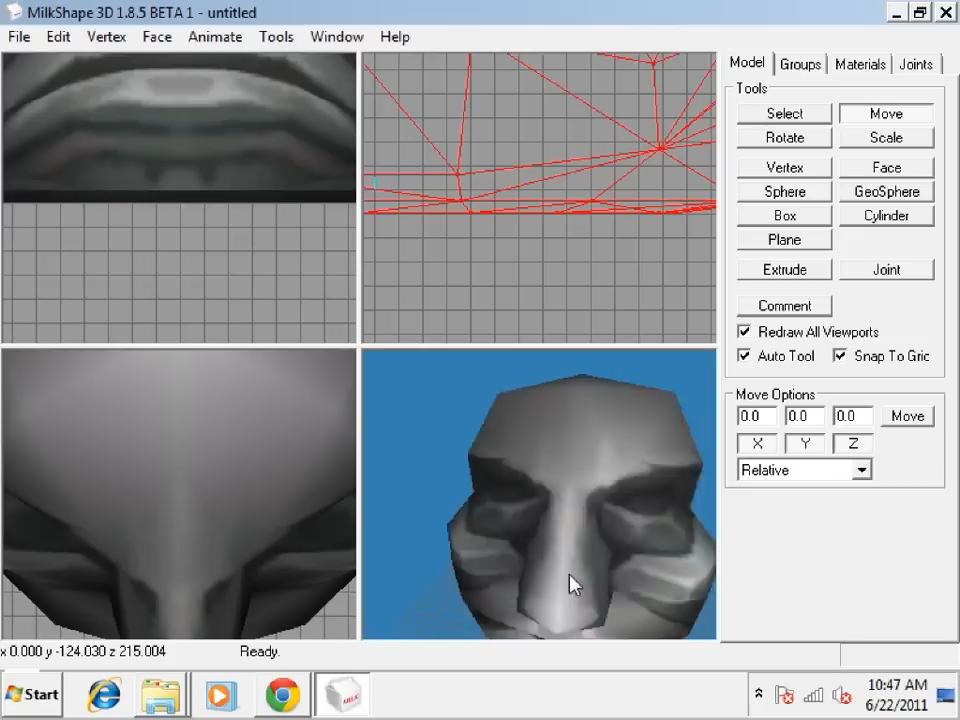 MilkShape 3D 1.8.5 BETA 1 - untitled
File Edit Vertex Face Animate Tools Window Help
Model Groups Materials Joints
Tools
Select Move
Rotate Scale
Vertex Face
Sphere GeoSphere
Box Cylinder
Plane
Extrude Joint
Comment
Redraw All Viewports
Auto Tool Snap To Gric
Move Options
0.0 0.0 0.0 Move
X Y Z
Relative
x 0.000 y -124.030 z 215.004 Ready.
Start 10:47 AM
6/22/2011